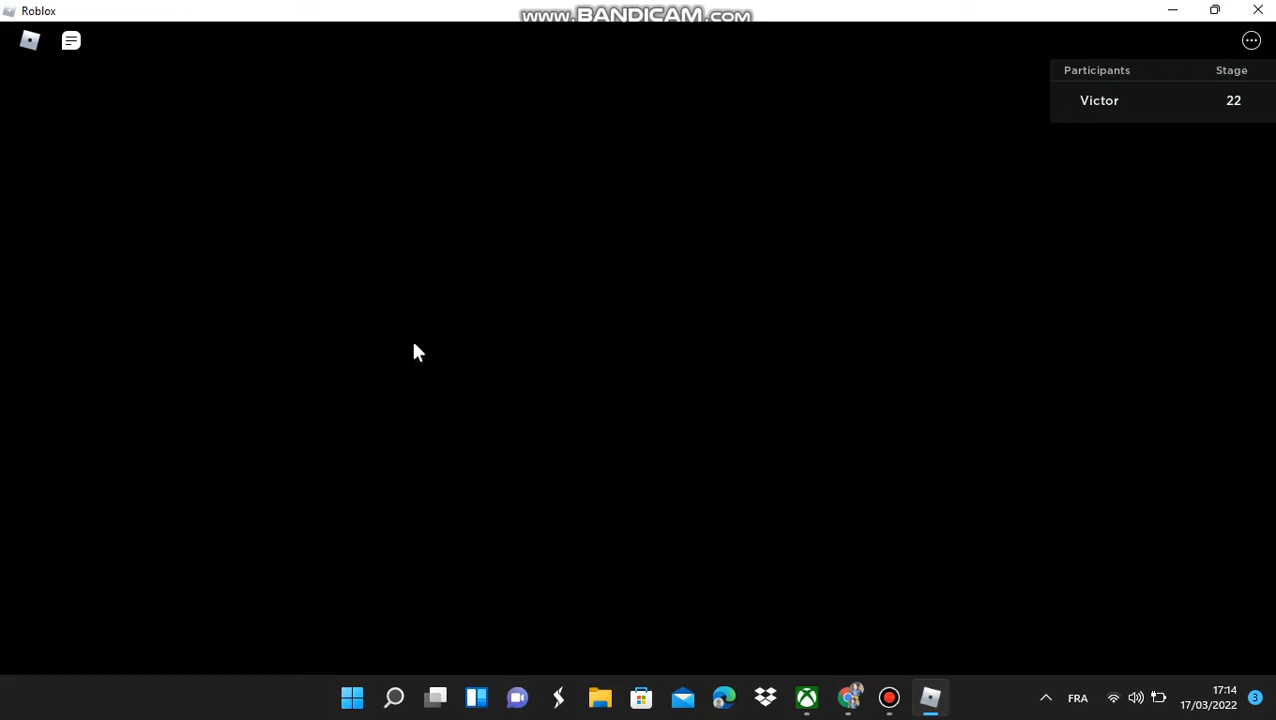 Roblox
www.BANDICAM.com
Participants Stage
Victor 22
FRA
17:14
17/03/2022
3